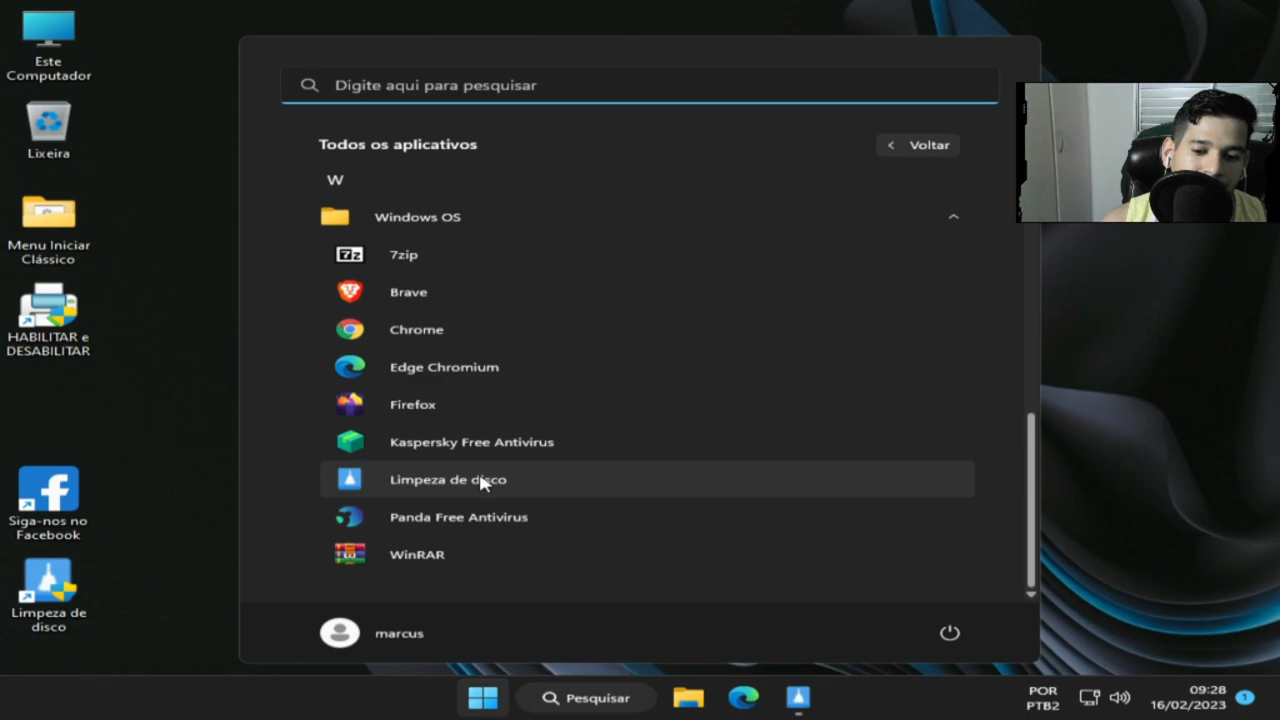 Este
Computador
Lixeira
Menu Iniciar
Clássico
HABILITAR e
DESABILITAR
Siga-nos no
Facebook
Limpeza de
disco
Digite aqui para pesquisar
Todos os aplicativos
Voltar
W
Windows OS
7z
7zip
Brave
Chrome
Edge Chromium
Firefox
Kaspersky Free Antivirus
Limpeza de disco
Panda Free Antivirus
WinRAR
marcus
Pesquisar
POR
PTB2
09:28
16/02/2023
1